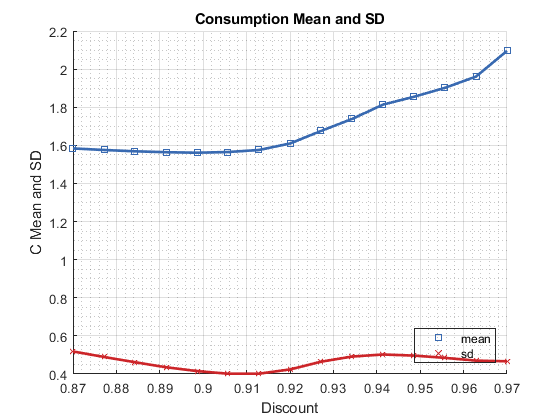 Consumption Mean and SD
2.2
2
1.8
1.6
1.4
1.2
1
0.8
0.6
0.4
C Mean and SD
mean
sd
0.87 0.88 0.89 0.9 0.91 0.92 0.93 0.94 0.95 0.96 0.97
Discount